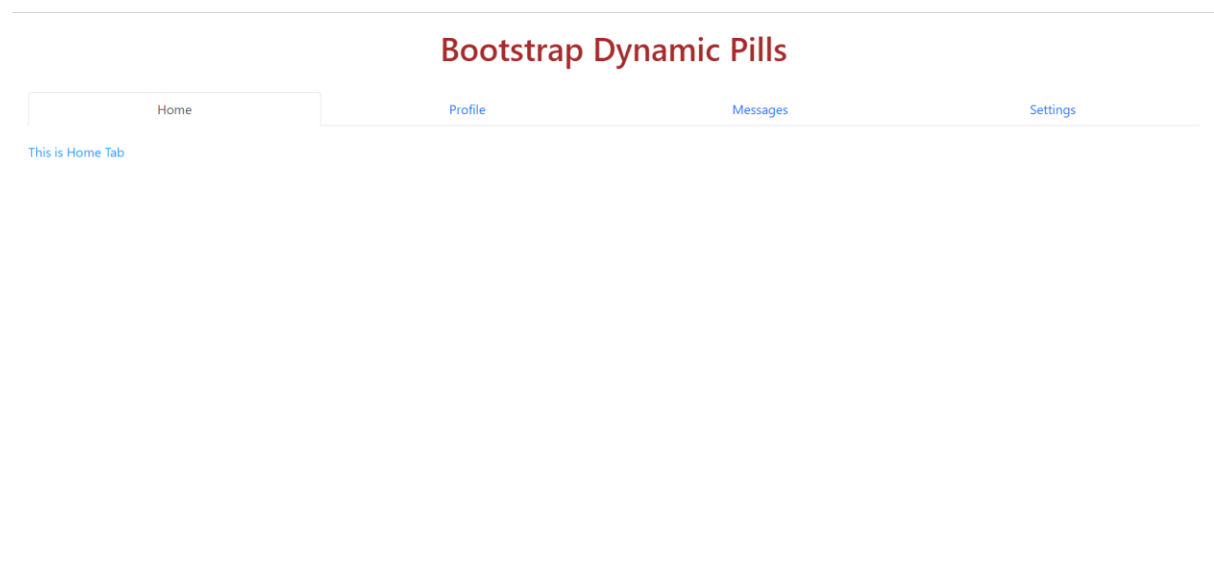 Bootstrap Dynamic Pills
Home Profile Messages Settings
This is Home Tab